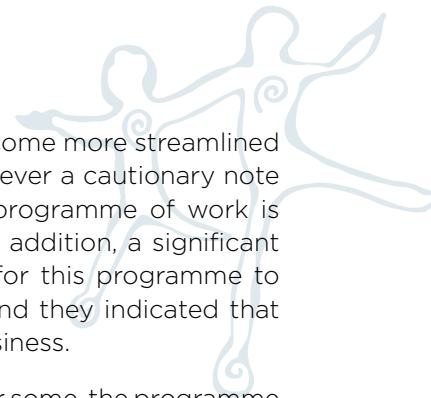 ome more streamlined
ever a cautionary note
programme of work is
addition, a significant
for this programme to
nd they indicated that
siness.
r some, the programme